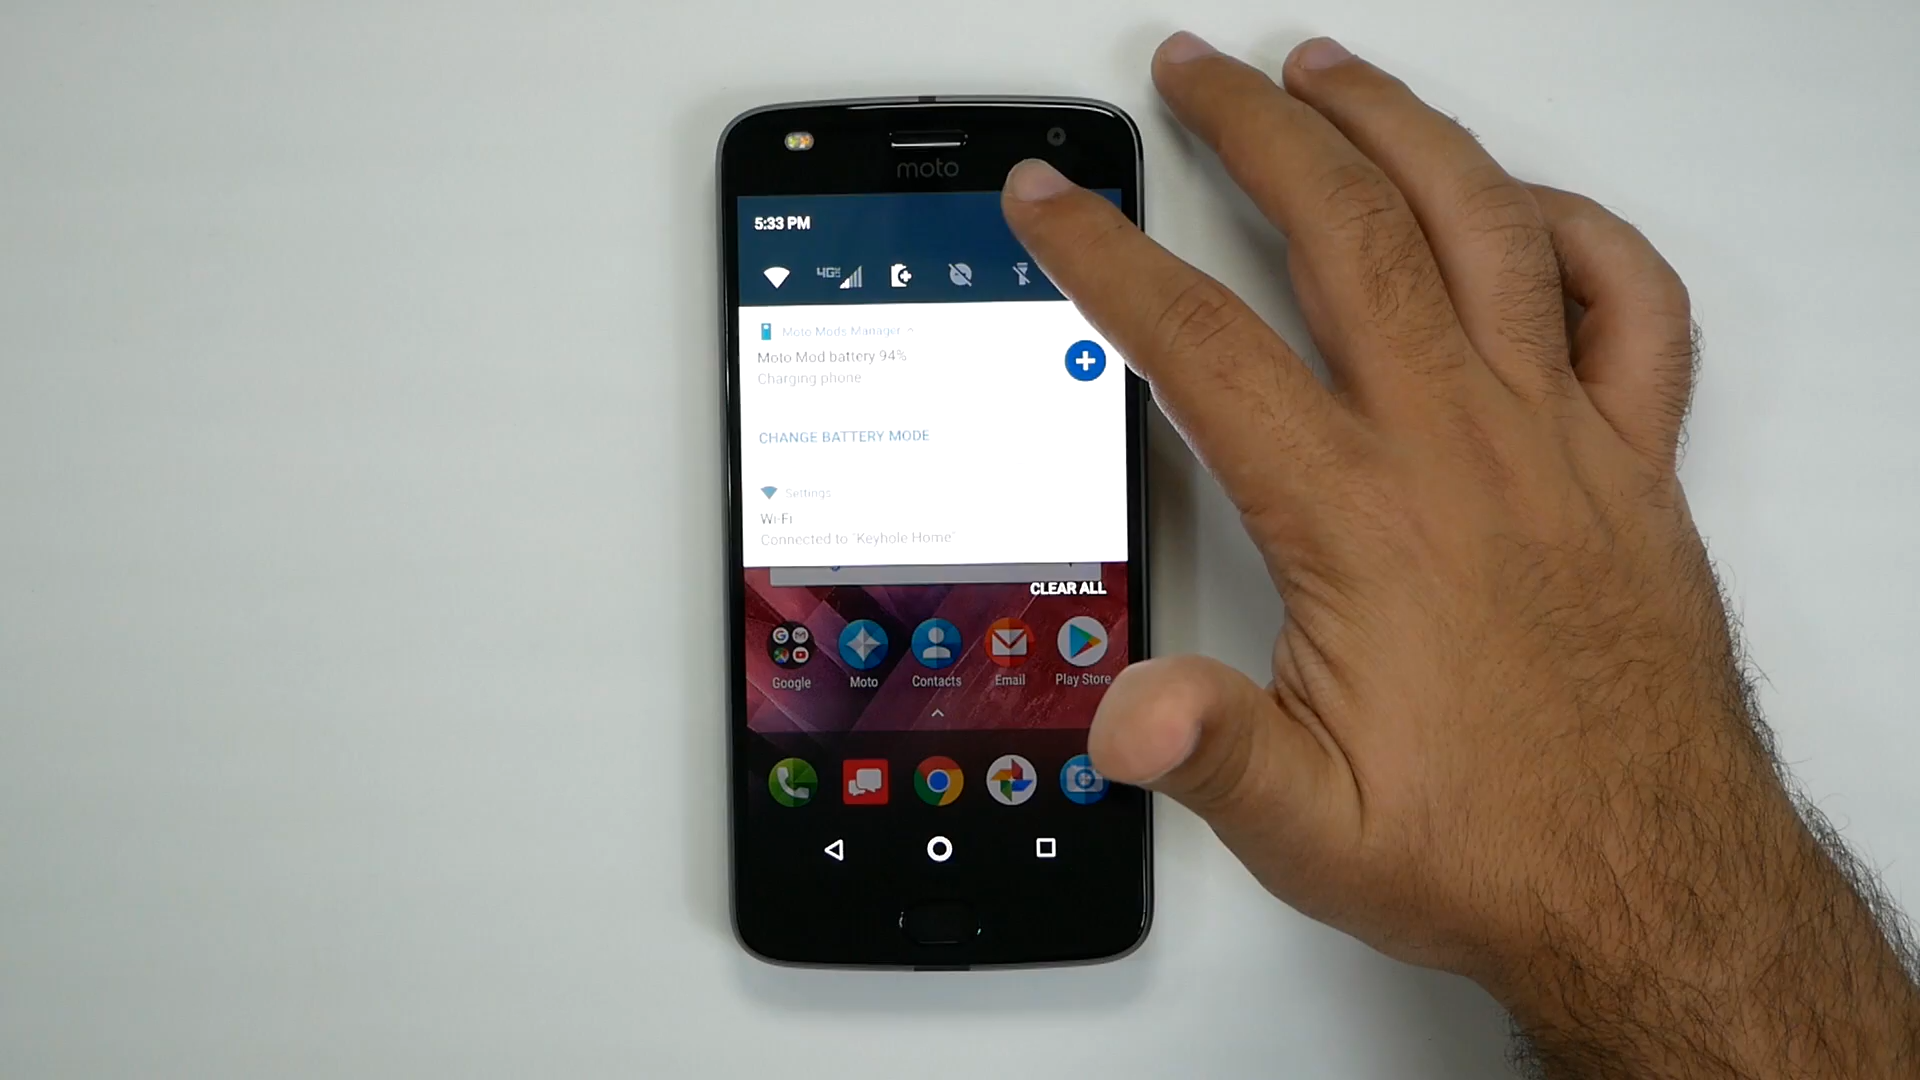 moto
5:33 PM
4G
Moto Mods Manager
Moto Mod battery 94%
Charging phone
CHANGE BATTERY MODE
Settings
Wi-Fi
Connected to "Keyhole Home"
CLEAR ALL
Google
Moto
Contacts
Email
Play Store